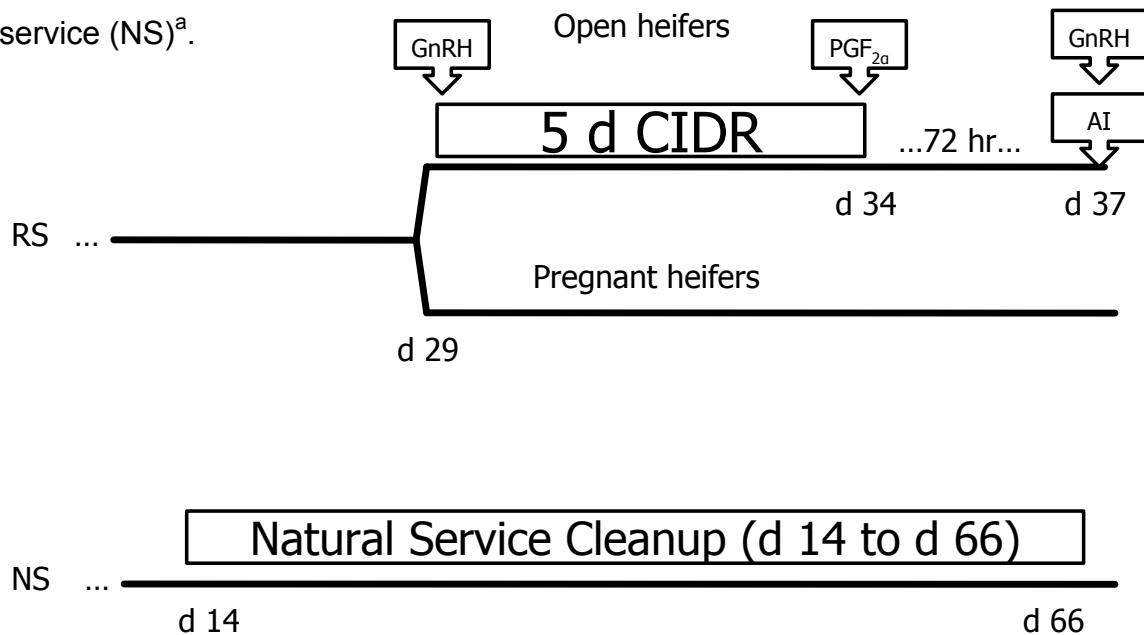 service (NS)ᵃ.
Open heifers
GnRH
PGF₂α
GnRH
5 d CIDR
...72 hr...
AI
d 34
d 37
RS ...
Pregnant heifers
d 29
Natural Service Cleanup (d 14 to d 66)
NS ...
d 14
d 66